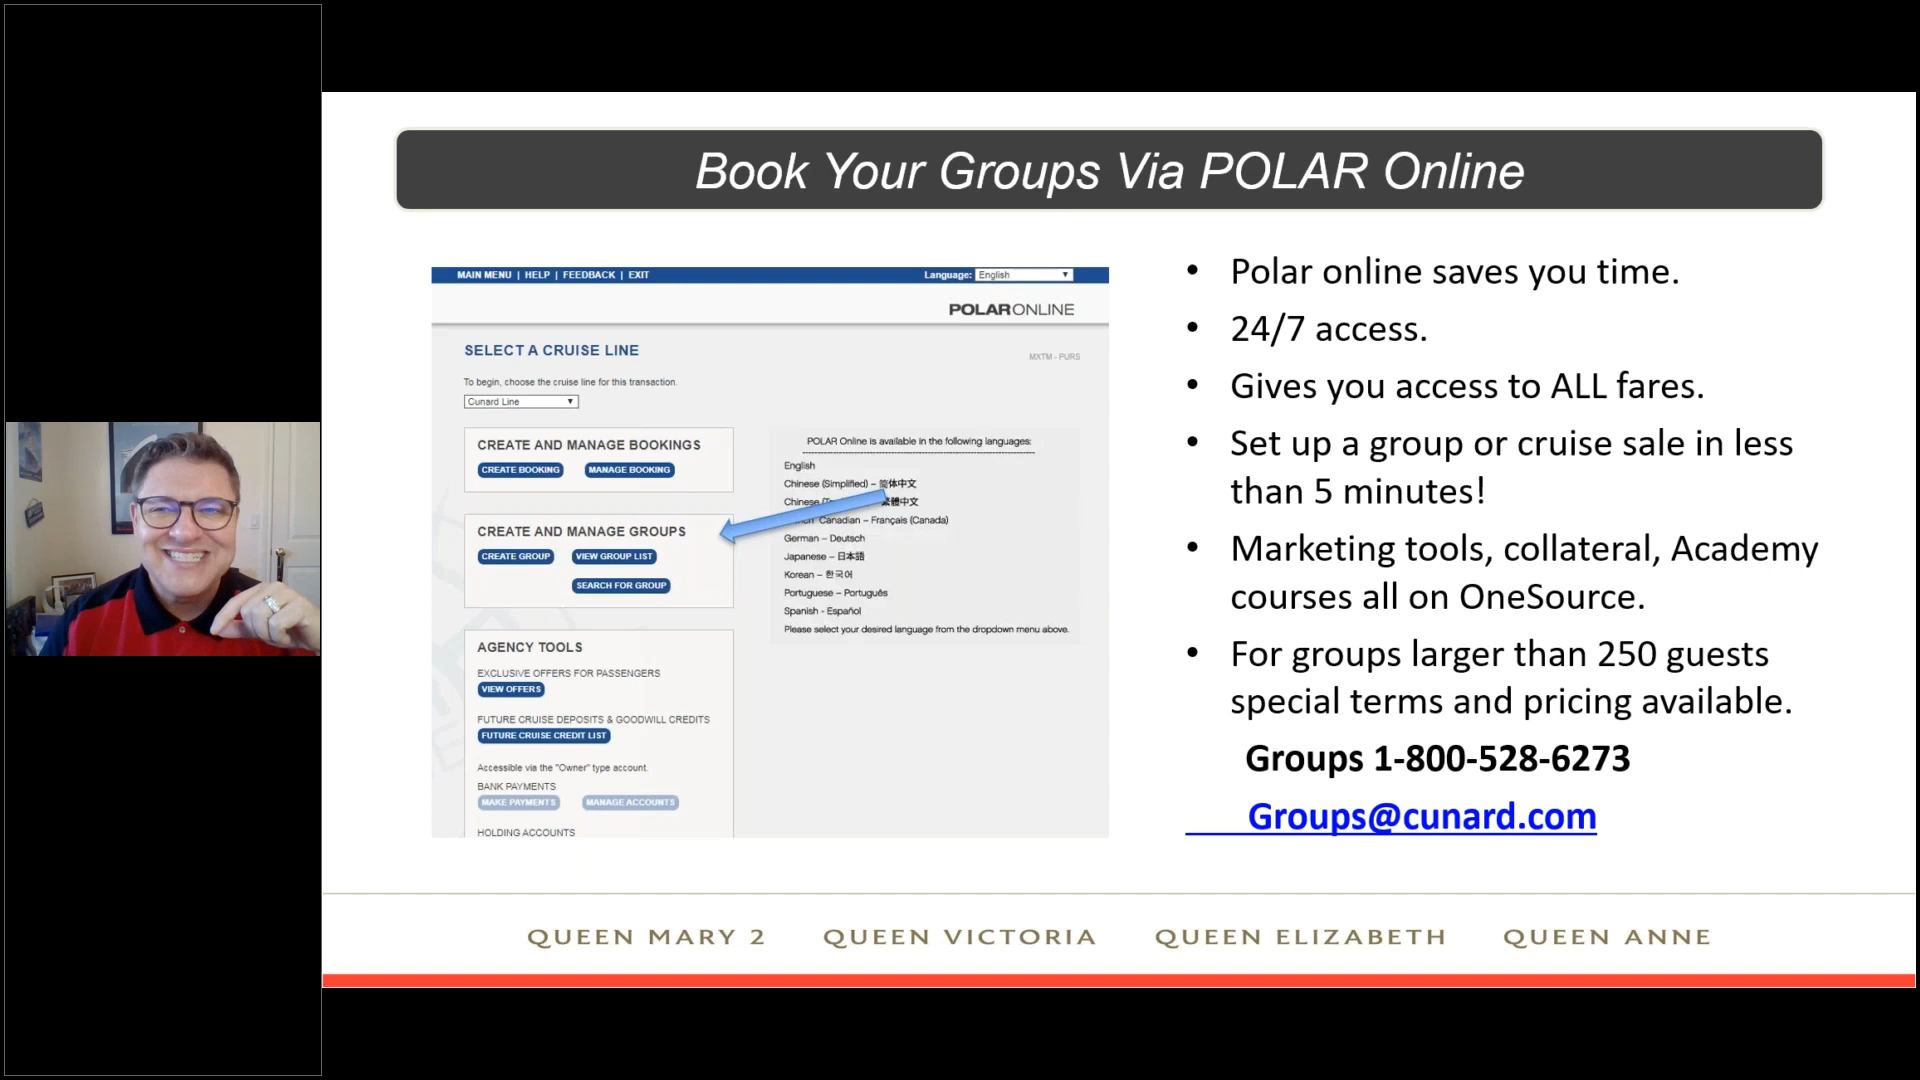 Book Your Groups Via POLAR Online
MAIN MENU | HELP | FEEDBACK | EXIT
Language: English
POLARONLINE
SELECT A CRUISE LINE
MXTM - PURS
To begin, choose the cruise line for this transaction.
Cunard Line
CREATE AND MANAGE BOOKINGS
CREATE BOOKING MANAGE BOOKING
CREATE AND MANAGE GROUPS
CREATE GROUP VIEW GROUP LIST
SEARCH FOR GROUP
AGENCY TOOLS
EXCLUSIVE OFFERS FOR PASSENGERS
VIEW OFFERS
FUTURE CRUISE DEPOSITS & GOODWILL CREDITS
FUTURE CRUISE CREDIT LIST
Accessible via the "Owner" type account.
BANK PAYMENTS
MAKE PAYMENTS MANAGE ACCOUNTS
HOLDING ACCOUNTS
POLAR Online is available in the following languages:
English
Chinese (Simplified) – 简体中文
Chinese 繁體中文
Canadian – Français (Canada)
German – Deutsch
Japanese – 日本語
Korean – 한국어
Portuguese – Português
Spanish - Español
Please select your desired language from the dropdown menu above.
• Polar online saves you time.
• 24/7 access.
• Gives you access to ALL fares.
• Set up a group or cruise sale in less
than 5 minutes!
• Marketing tools, collateral, Academy
courses all on OneSource.
• For groups larger than 250 guests
special terms and pricing available.
Groups 1-800-528-6273
Groups@cunard.com
QUEEN MARY 2 QUEEN VICTORIA QUEEN ELIZABETH QUEEN ANNE